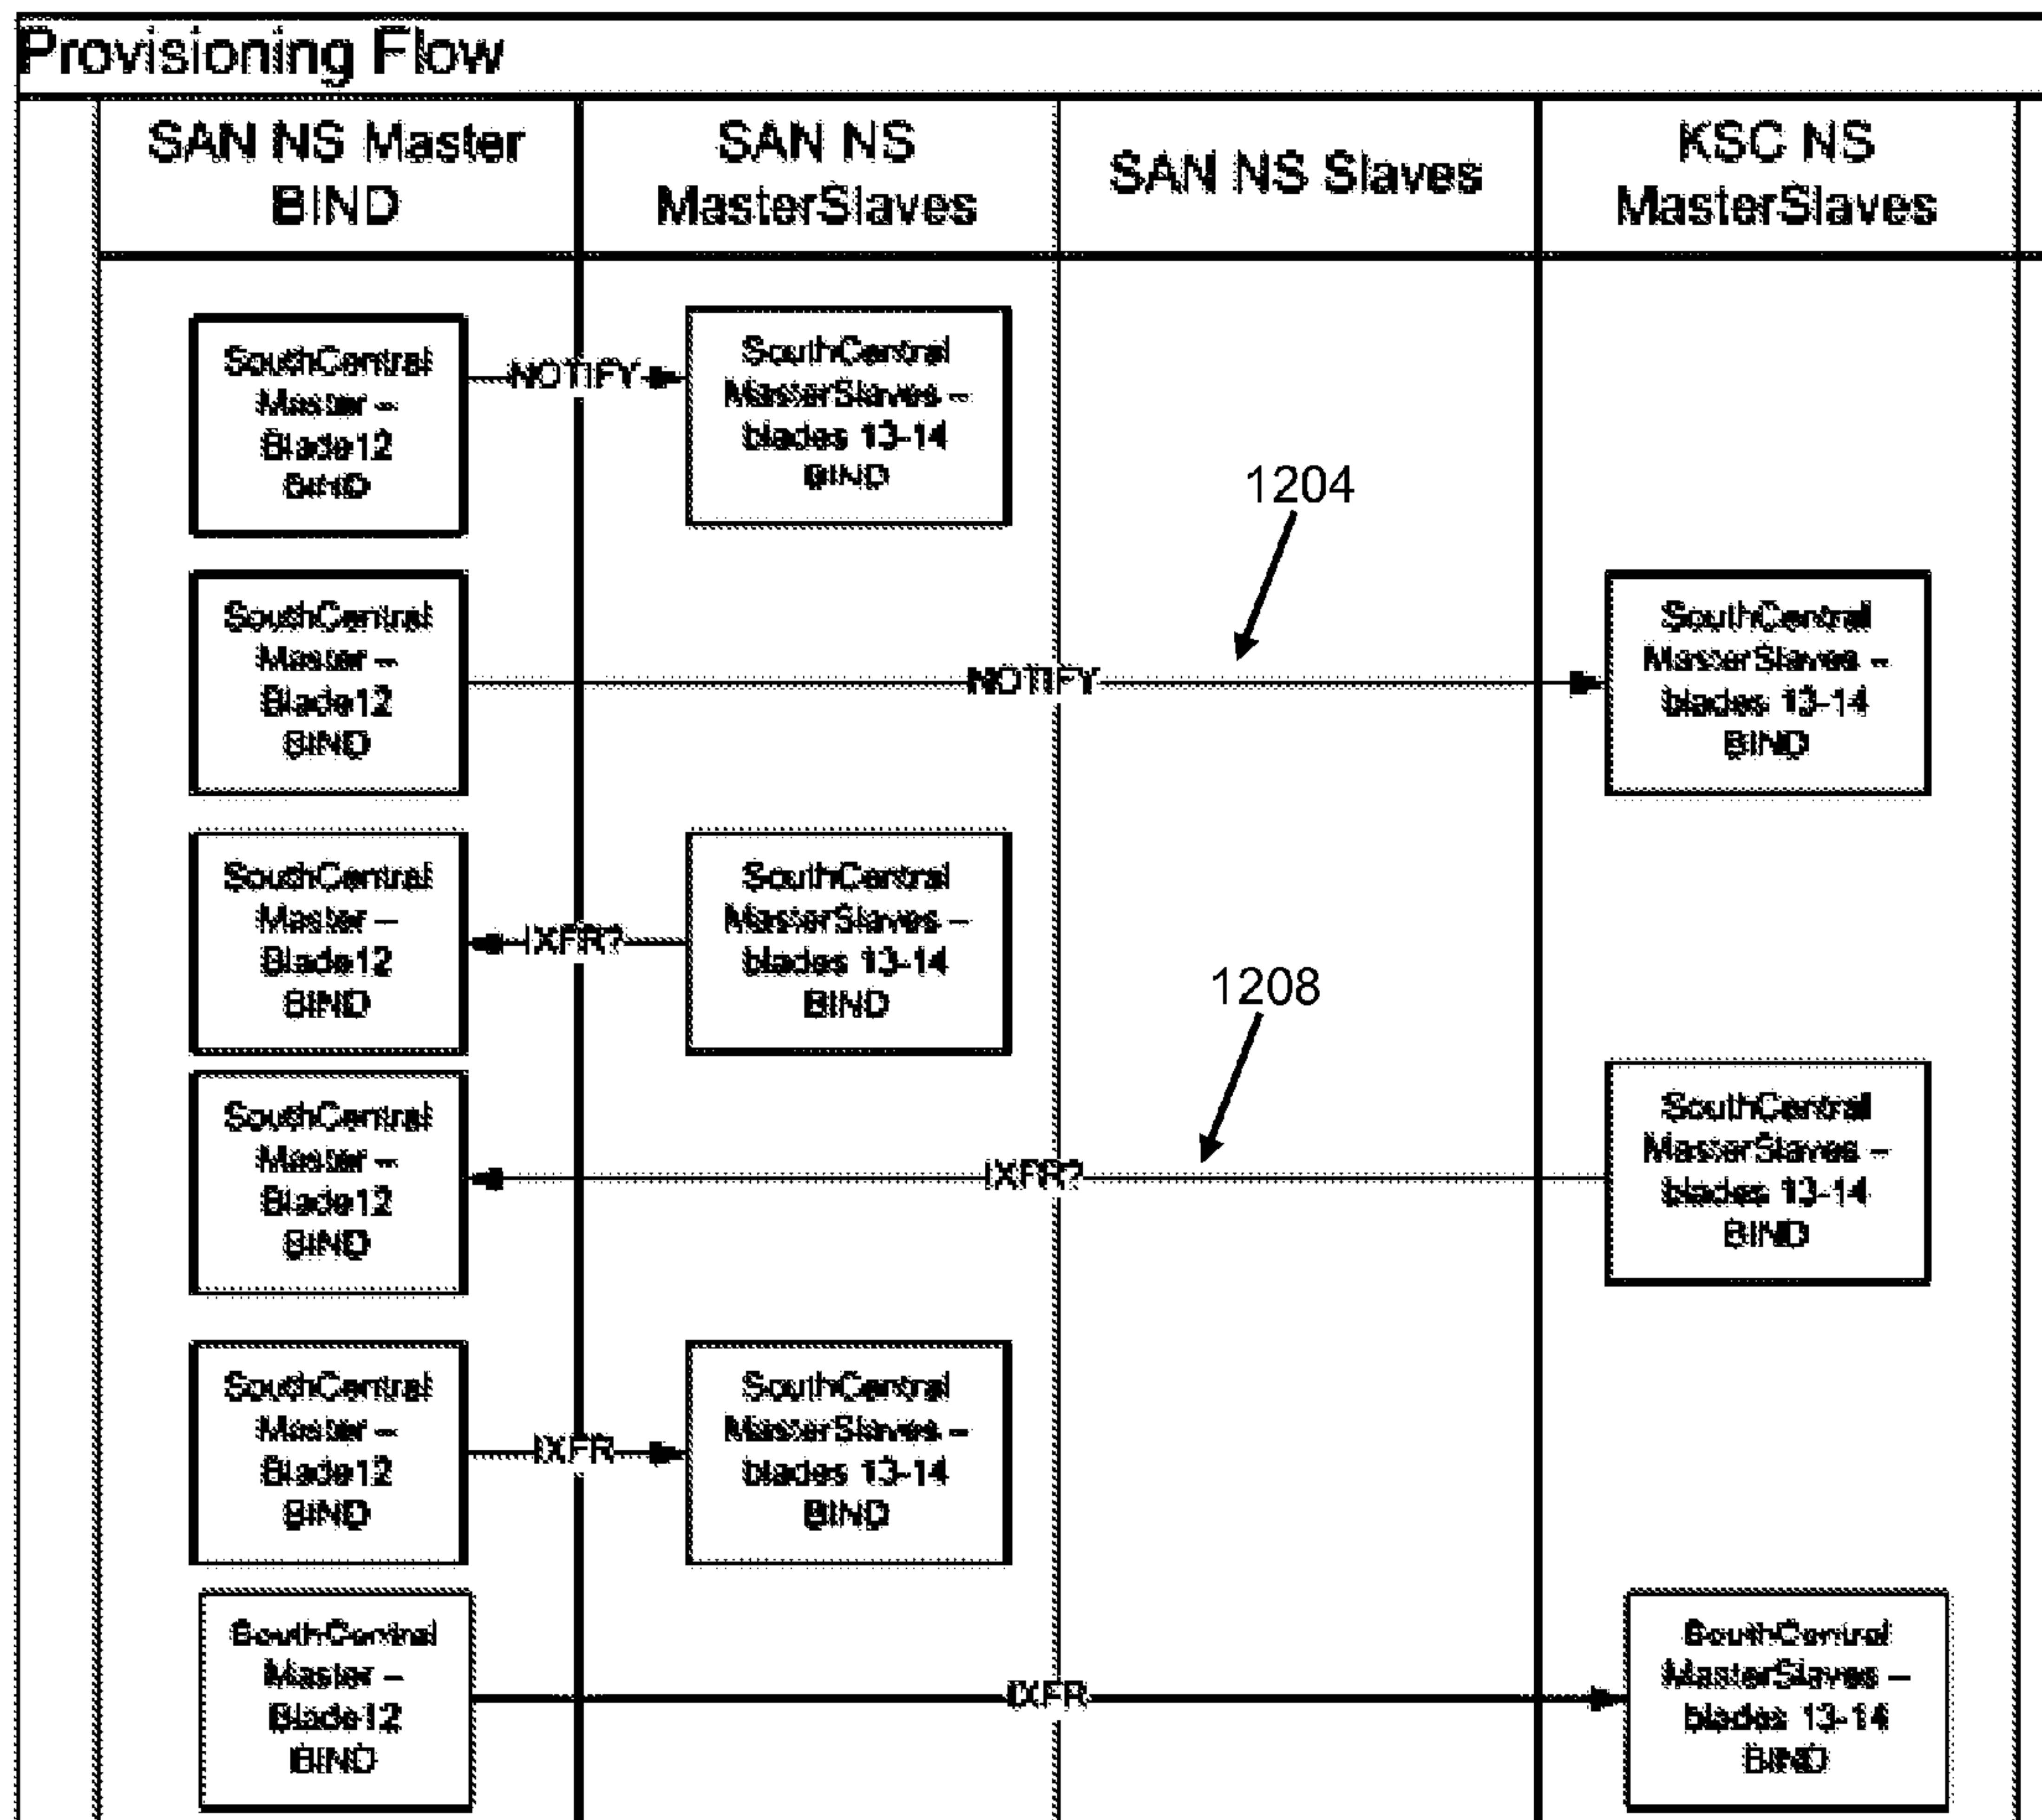 Provisioning Flow
SAN NS Master
BIND
SAN NS
MasterSlaves
SAN NS Slaves
KSC NS
MasterSlaves
SouthCentral
Master –
Blade12
BIND
NOTIFY
SouthCentral
MasterSlaves –
blades 13-14
BIND
1204
SouthCentral
Master –
Blade12
BIND
NOTIFY
SouthCentral
MasterSlaves –
blades 13-14
BIND
SouthCentral
Master –
Blade12
BIND
IXFR?
SouthCentral
MasterSlaves –
blades 13-14
BIND
1208
SouthCentral
Master –
Blade12
BIND
IXFR?
SouthCentral
MasterSlaves –
blades 13-14
BIND
SouthCentral
Master –
Blade12
BIND
IXFR
SouthCentral
MasterSlaves –
blades 13-14
BIND
SouthCentral
Master –
Blade12
BIND
IXFR
SouthCentral
MasterSlaves –
blades 13-14
BIND